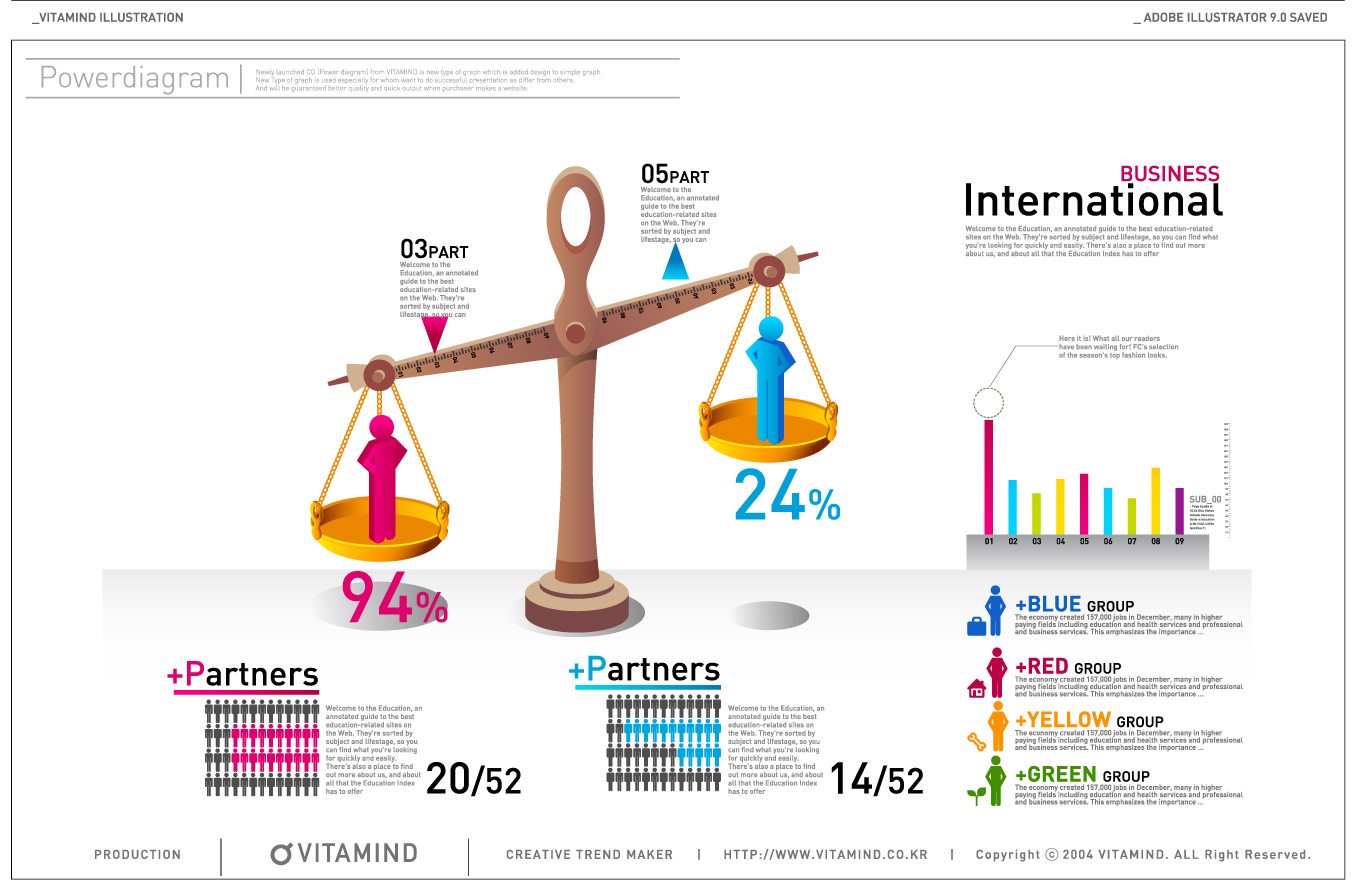 _VITAMIND ILLUSTRATION
_ ADOBE ILLUSTRATOR 9.0 SAVED
Powerdiagram
Newly launched CD (Power diagram) from VITAMIND is new type of graph which is added design to simple graph.
New Type of graph is used especially for whom want to do successful presentation as differ from others.
And will be guaranteed better quality and quick output when purchaser makes a website.
05PART
Welcome to the
Education, an annotated
guide to the best
education-related sites
on the Web. They're
sorted by subject and
lifestage, so you can
03PART
Welcome to the
Education, an annotated
guide to the best
education-related sites
on the Web. They're
sorted by subject and
lifestage, so you can
24%
94%
BUSINESS
International
Welcome to the Education, an annotated guide to the best education-related
sites on the Web. They're sorted by subject and lifestage, so you can find what
you're looking for quickly and easily. There's also a place to find out more
about us, and about all that the Education Index has to offer
Here it is! What all our readers
have been waiting for! FC's selection
of the season's top fashion looks.
SUB_00
01 02 03 04 05 06 07 08 09
+BLUE GROUP
The economy created 157,000 jobs in December, many in higher
paying fields including education and health services and professional
and business services. This emphasizes the importance ...
+RED GROUP
The economy created 157,000 jobs in December, many in higher
paying fields including education and health services and professional
and business services. This emphasizes the importance ...
+YELLOW GROUP
The economy created 157,000 jobs in December, many in higher
paying fields including education and health services and professional
and business services. This emphasizes the importance ...
+GREEN GROUP
The economy created 157,000 jobs in December, many in higher
paying fields including education and health services and professional
and business services. This emphasizes the importance ...
+Partners
Welcome to the Education, an
annotated guide to the best
education-related sites on
the Web. They're sorted by
subject and lifestage, so you
can find what you're looking
for quickly and easily.
There's also a place to find
out more about us, and about
all that the Education Index
has to offer
20/52
+Partners
Welcome to the Education, an
annotated guide to the best
education-related sites on
the Web. They're sorted by
subject and lifestage, so you
can find what you're looking
for quickly and easily.
There's also a place to find
out more about us, and about
all that the Education Index
has to offer
14/52
PRODUCTION
VITAMIND
CREATIVE TREND MAKER | HTTP://WWW.VITAMIND.CO.KR | Copyright ⓒ 2004 VITAMIND. ALL Right Reserved.